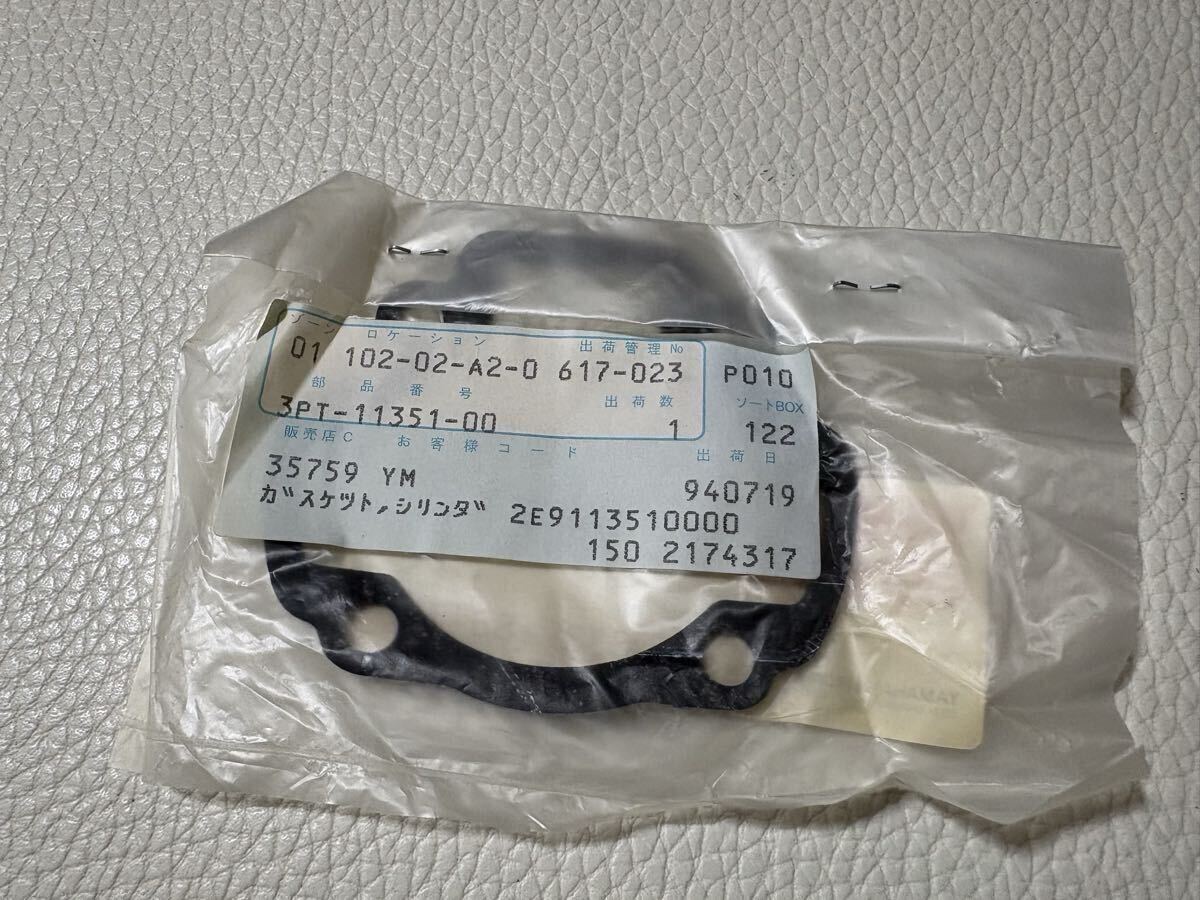 ゾーン ロケーション 出荷管理No
01 102-02-A2-0 617-023 P010
部品番号 出荷数 ソートBOX
3PT-11351-00 1 122
販売店C お客様コード 出荷日
35759 YM 940719
ガスケツト,シリンダ 2E9113510000
150 2174317
YAMAHA